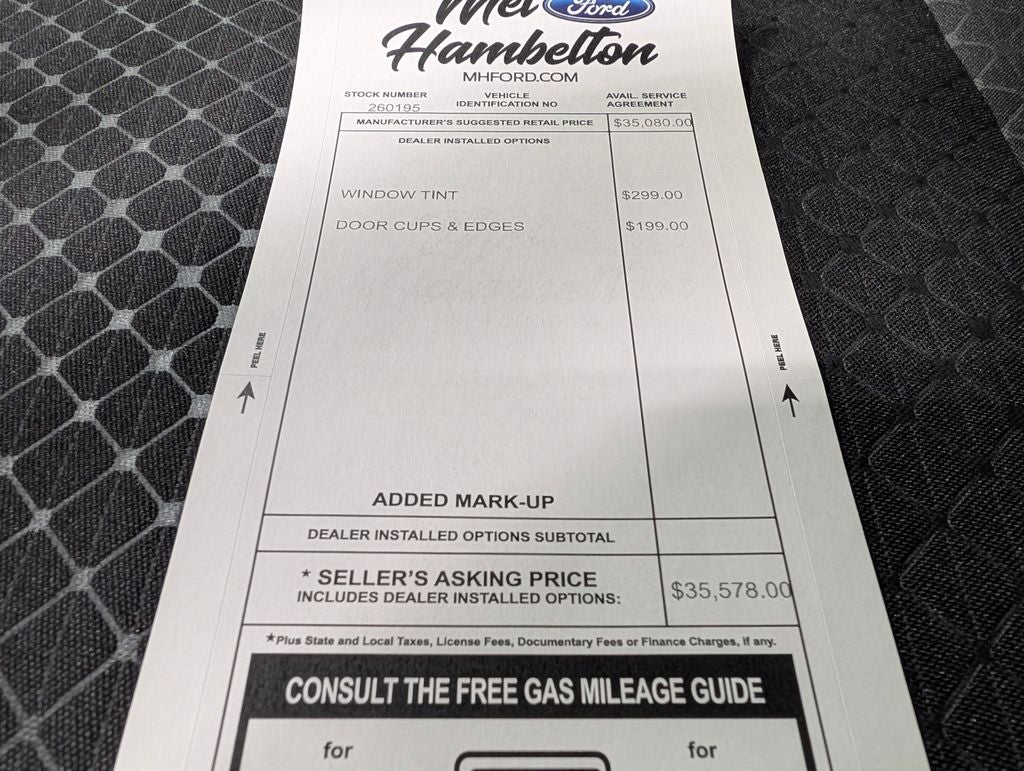 Mel Ford
Hambelton
MHFORD.COM
STOCK NUMBER VEHICLE AVAIL. SERVICE
260195 IDENTIFICATION NO AGREEMENT
MANUFACTURER'S SUGGESTED RETAIL PRICE $35,080.00
DEALER INSTALLED OPTIONS
WINDOW TINT $299.00
DOOR CUPS & EDGES $199.00
PEEL HERE PEEL HERE
ADDED MARK-UP
DEALER INSTALLED OPTIONS SUBTOTAL
* SELLER'S ASKING PRICE $35,578.00
INCLUDES DEALER INSTALLED OPTIONS:
*Plus State and Local Taxes, License Fees, Documentary Fees or Finance Charges, If any.
CONSULT THE FREE GAS MILEAGE GUIDE
for for